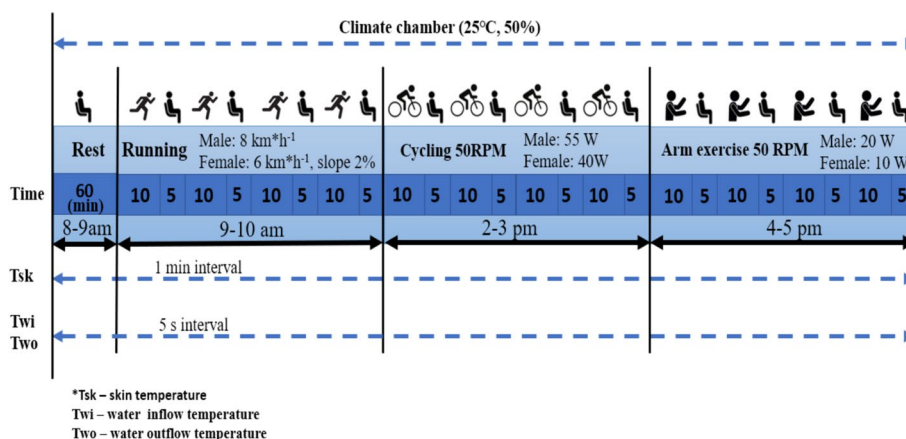 Climate chamber (25°C, 50%)
Rest
Running
Male: 8 km*h-1
Female: 6 km*h-1, slope 2%
Cycling 50RPM
Male: 55 W
Female: 40W
Arm exercise 50 RPM
Male: 20 W
Female: 10 W
Time
60
(min)
10 5 10 5 10 5 10 5
10 5 10 5 10 5 10 5
10 5 10 5 10 5 10 5
8-9am
9-10 am
2-3 pm
4-5 pm
Tsk
1 min interval
Twi
Two
5 s interval
*Tsk – skin temperature
Twi – water inflow temperature
Two – water outflow temperature